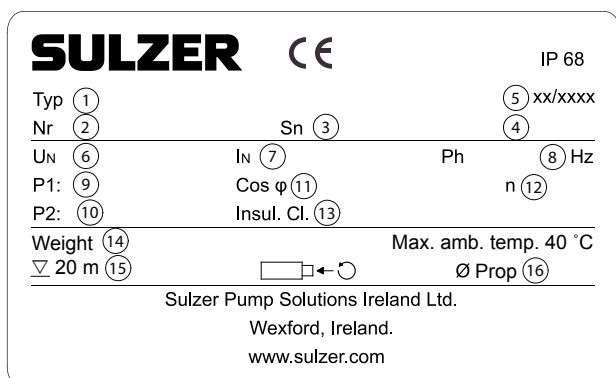 SULZER CE IP 68
Typ 1 5 xx/xxxx
Nr 2 Sn 3 4
UN 6 IN 7 Ph 8 Hz
P1: 9 Cos φ 11 n 12
P2: 10 Insul. Cl. 13
Weight 14 Max. amb. temp. 40 °C
▽ 20 m 15 Ø Prop 16
Sulzer Pump Solutions Ireland Ltd.
Wexford, Ireland.
www.sulzer.com